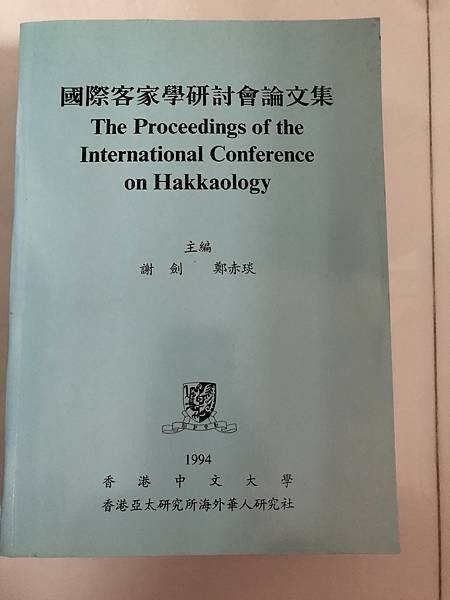 國際客家學研討會論文集
The Proceedings of the
International Conference
on Hakkaology
主編
謝 劍 鄭赤琰
1994
香 港 中 文 大 學
香港亞太研究所海外華人研究社